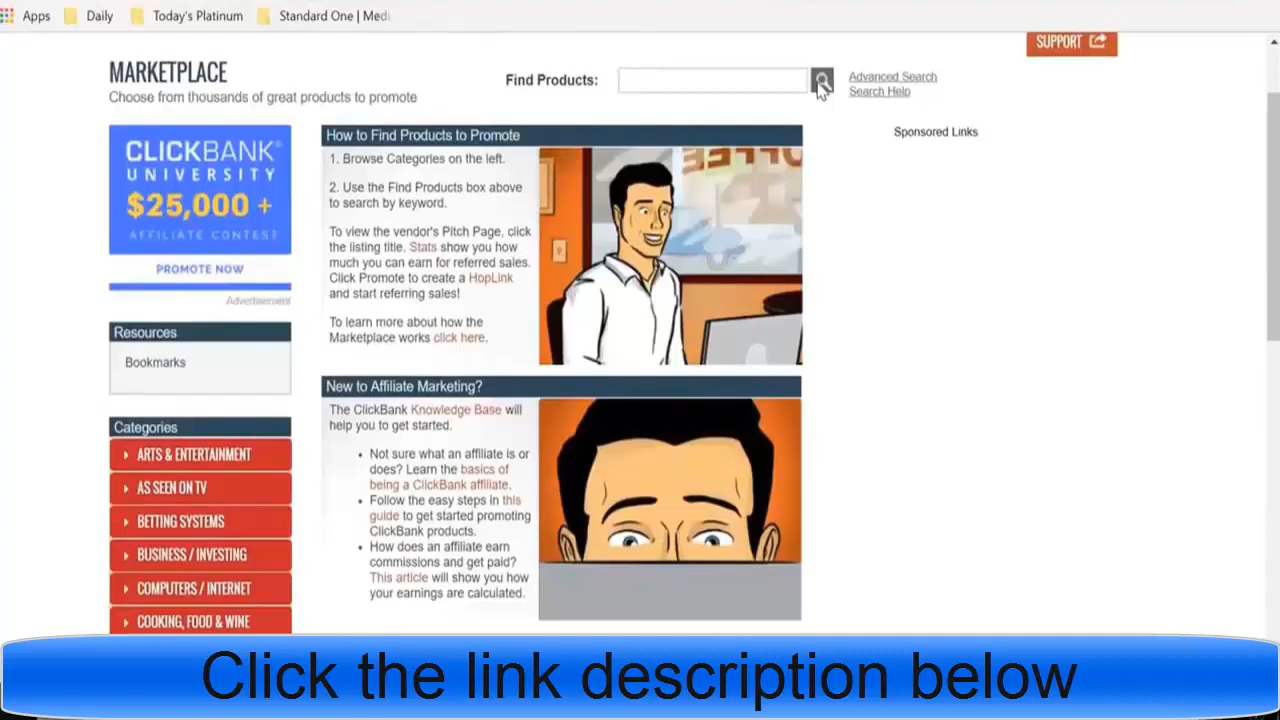 Apps Daily Today's Platinum Standard One | Medi
SUPPORT
MARKETPLACE
Choose from thousands of great products to promote
Find Products:
Advanced Search
Search Help
Sponsored Links
CLICKBANK
UNIVERSITY
$25,000 +
AFFILIATE CONTEST
PROMOTE NOW
Advertisement
Resources
Bookmarks
Categories
ARTS & ENTERTAINMENT
AS SEEN ON TV
BETTING SYSTEMS
BUSINESS / INVESTING
COMPUTERS / INTERNET
COOKING, FOOD & WINE
How to Find Products to Promote
1. Browse Categories on the left.
2. Use the Find Products box above
to search by keyword.
To view the vendor's Pitch Page, click
the listing title. Stats show you how
much you can earn for referred sales.
Click Promote to create a HopLink
and start referring sales!
To learn more about how the
Marketplace works click here.
COFFEE
New to Affiliate Marketing?
The ClickBank Knowledge Base will
help you to get started.
• Not sure what an affiliate is or
does? Learn the basics of
being a ClickBank affiliate.
• Follow the easy steps in this
guide to get started promoting
ClickBank products.
• How does an affiliate earn
commissions and get paid?
This article will show you how
your earnings are calculated.
Click the link description below